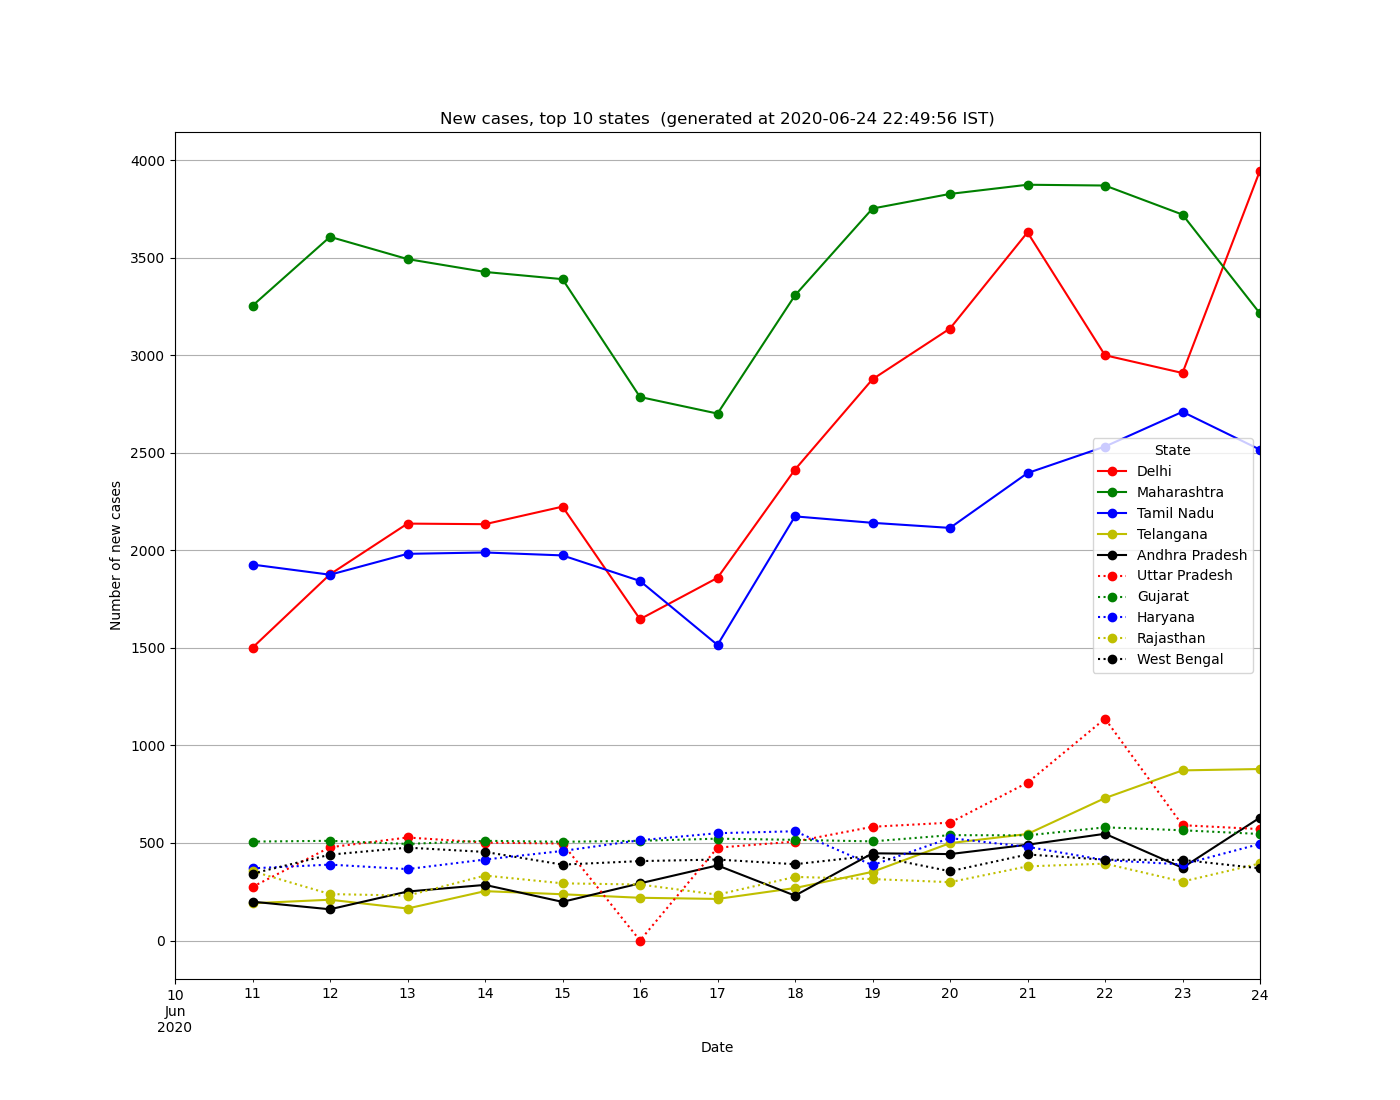 New cases, top 10 states  (generated at 2020-06-24 22:49:56 IST)
4000
3500
3000
2500
2000
1500
1000
500
0
Number of new cases
State
Delhi
Maharashtra
Tamil Nadu
Telangana
Andhra Pradesh
Uttar Pradesh
Gujarat
Haryana
Rajasthan
West Bengal
10 11 12 13 14 15 16 17 18 19 20 21 22 23 24
Jun
2020
Date